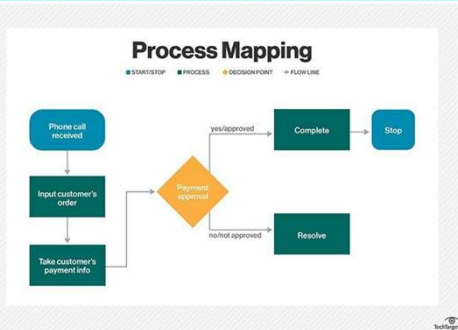 Process Mapping
START/STOP PROCESS DECISION POINT FLOW LINE
Phone call
received
Input customer's
order
Take customer's
payment info
Payment
approval
yes/approved
no/not approved
Complete
Stop
Resolve
TechTarget